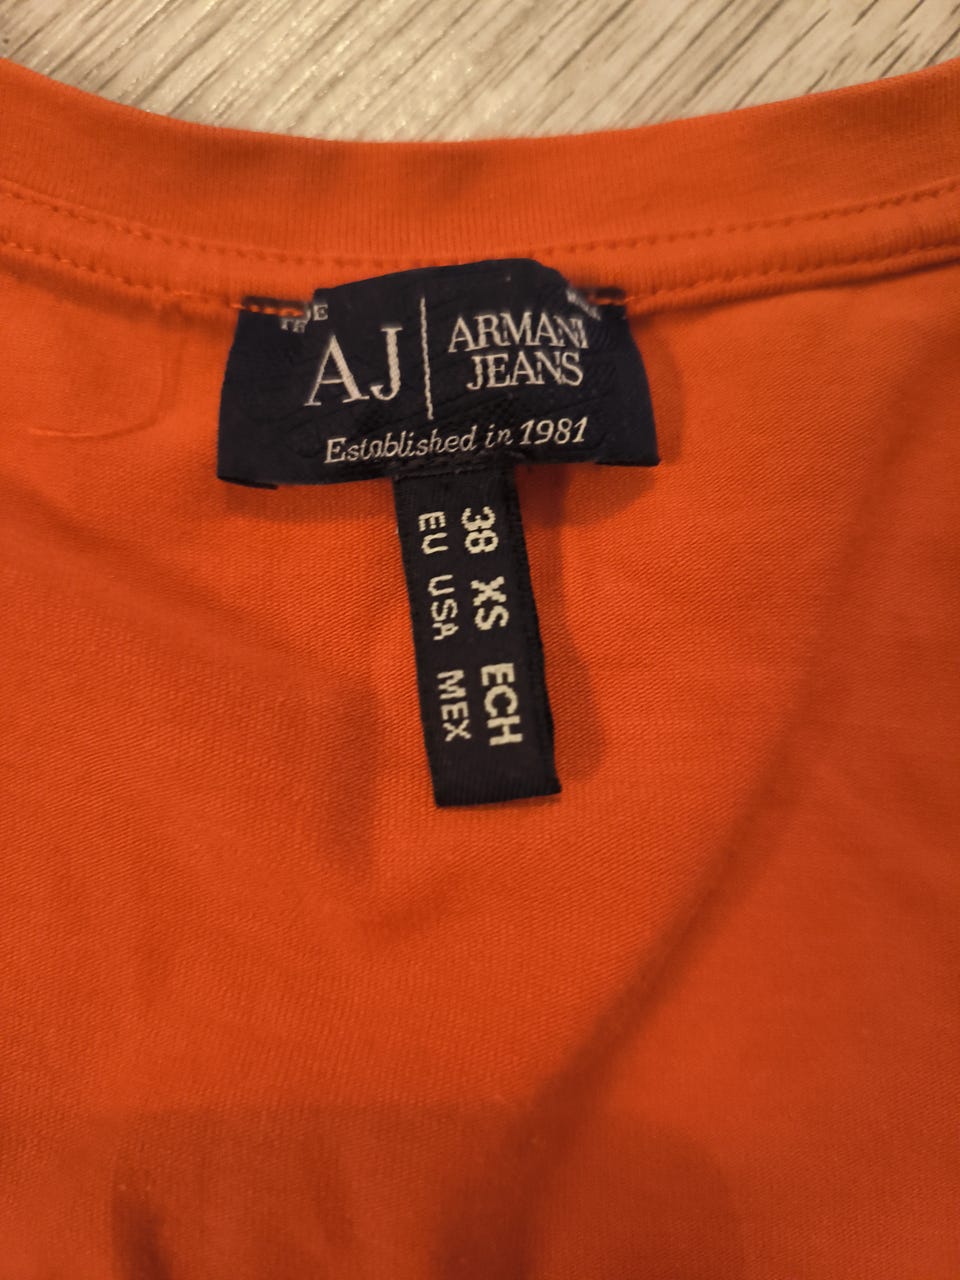 AJ
ARMANI
JEANS
Established in 1981
38 XS ECH
EU USA MEX